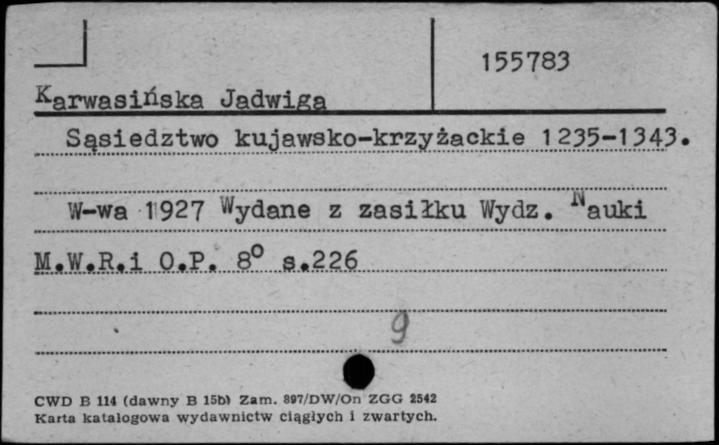 155783
Karwasińska Jadwiga
Sąsiedztwo kujawsko-krzyżackie 1235-1343.
W-wa 1927 Wydane z zasiłku Wydz. Nauki
M.W.R.i O.P. 8° s.226
9
CWD B 114 (dawny B 15b) Zam. 897/DW/On ZGG 2542
Karta katalogowa wydawnictw ciągłych i zwartych.